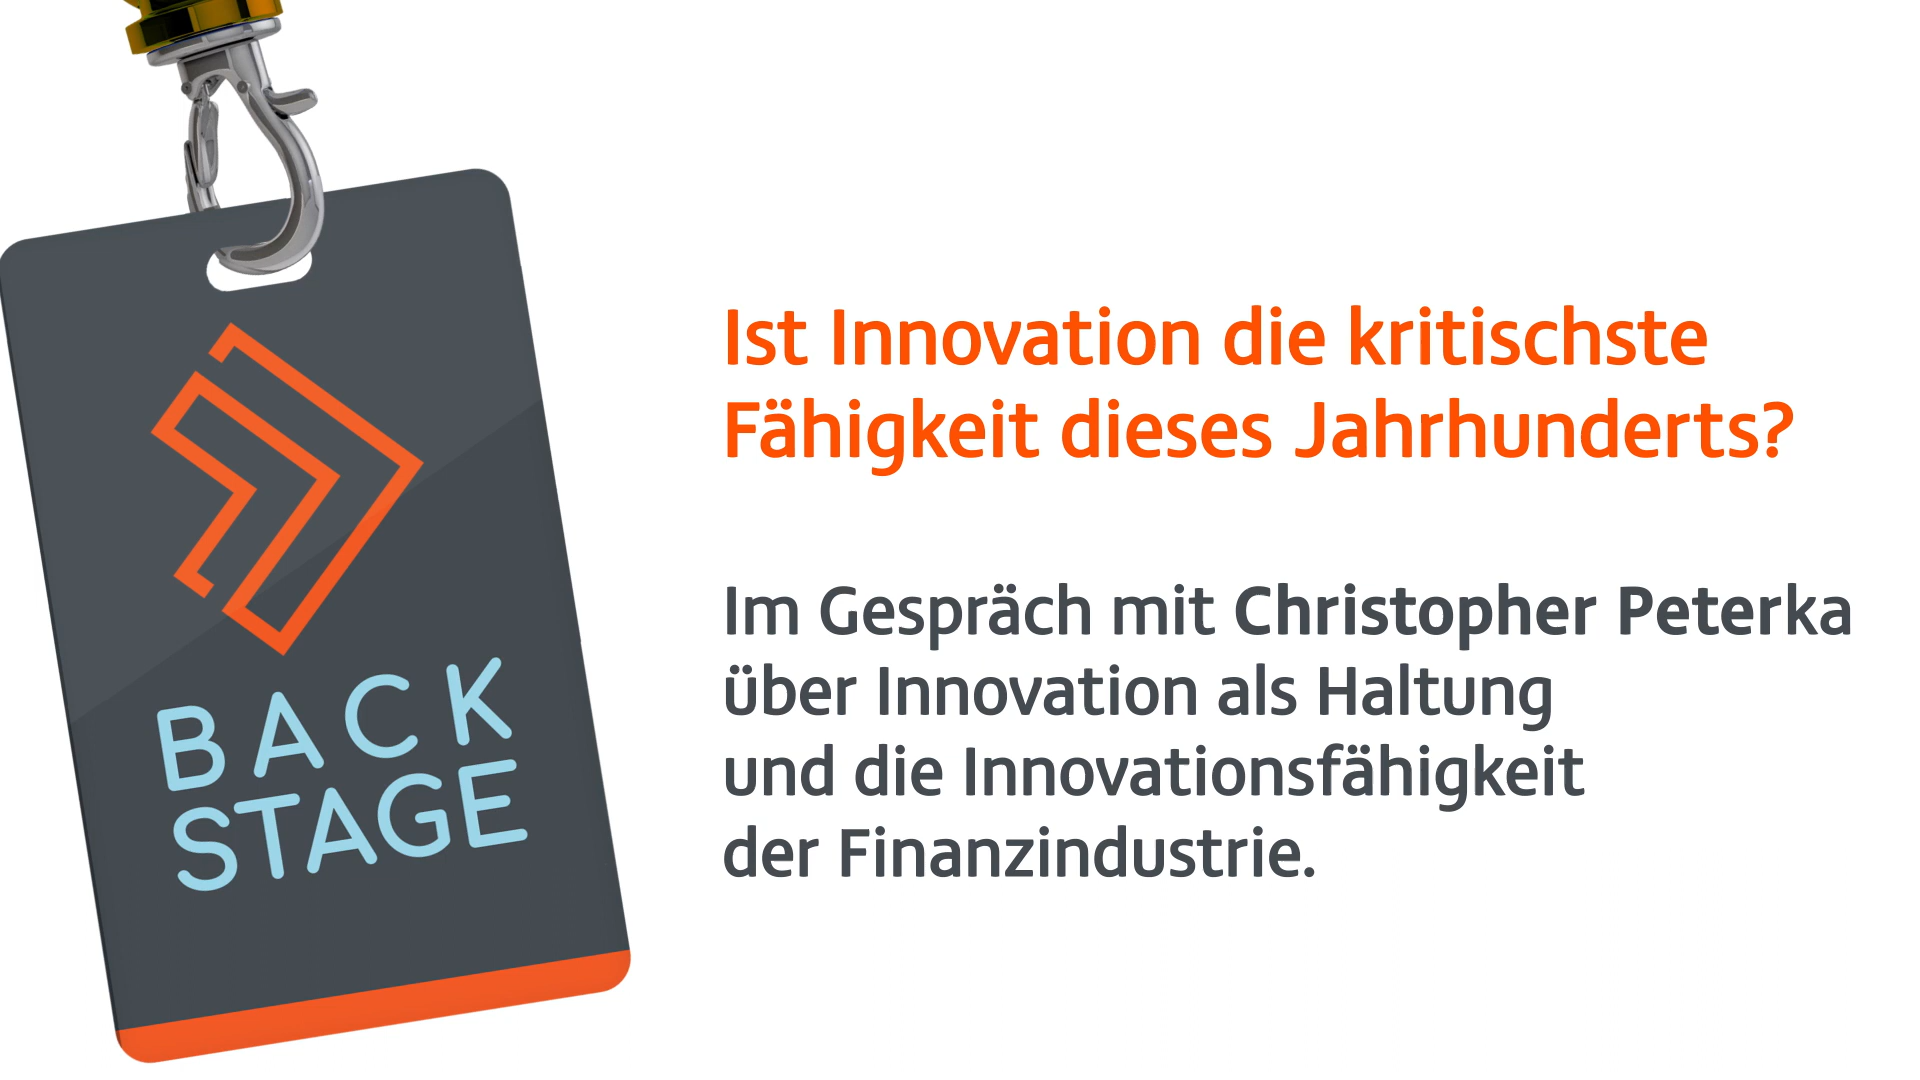 BACK
STAGE
Ist Innovation die kritischste
Fähigkeit dieses Jahrhunderts?
Im Gespräch mit Christopher Peterka
über Innovation als Haltung
und die Innovationsfähigkeit
der Finanzindustrie.